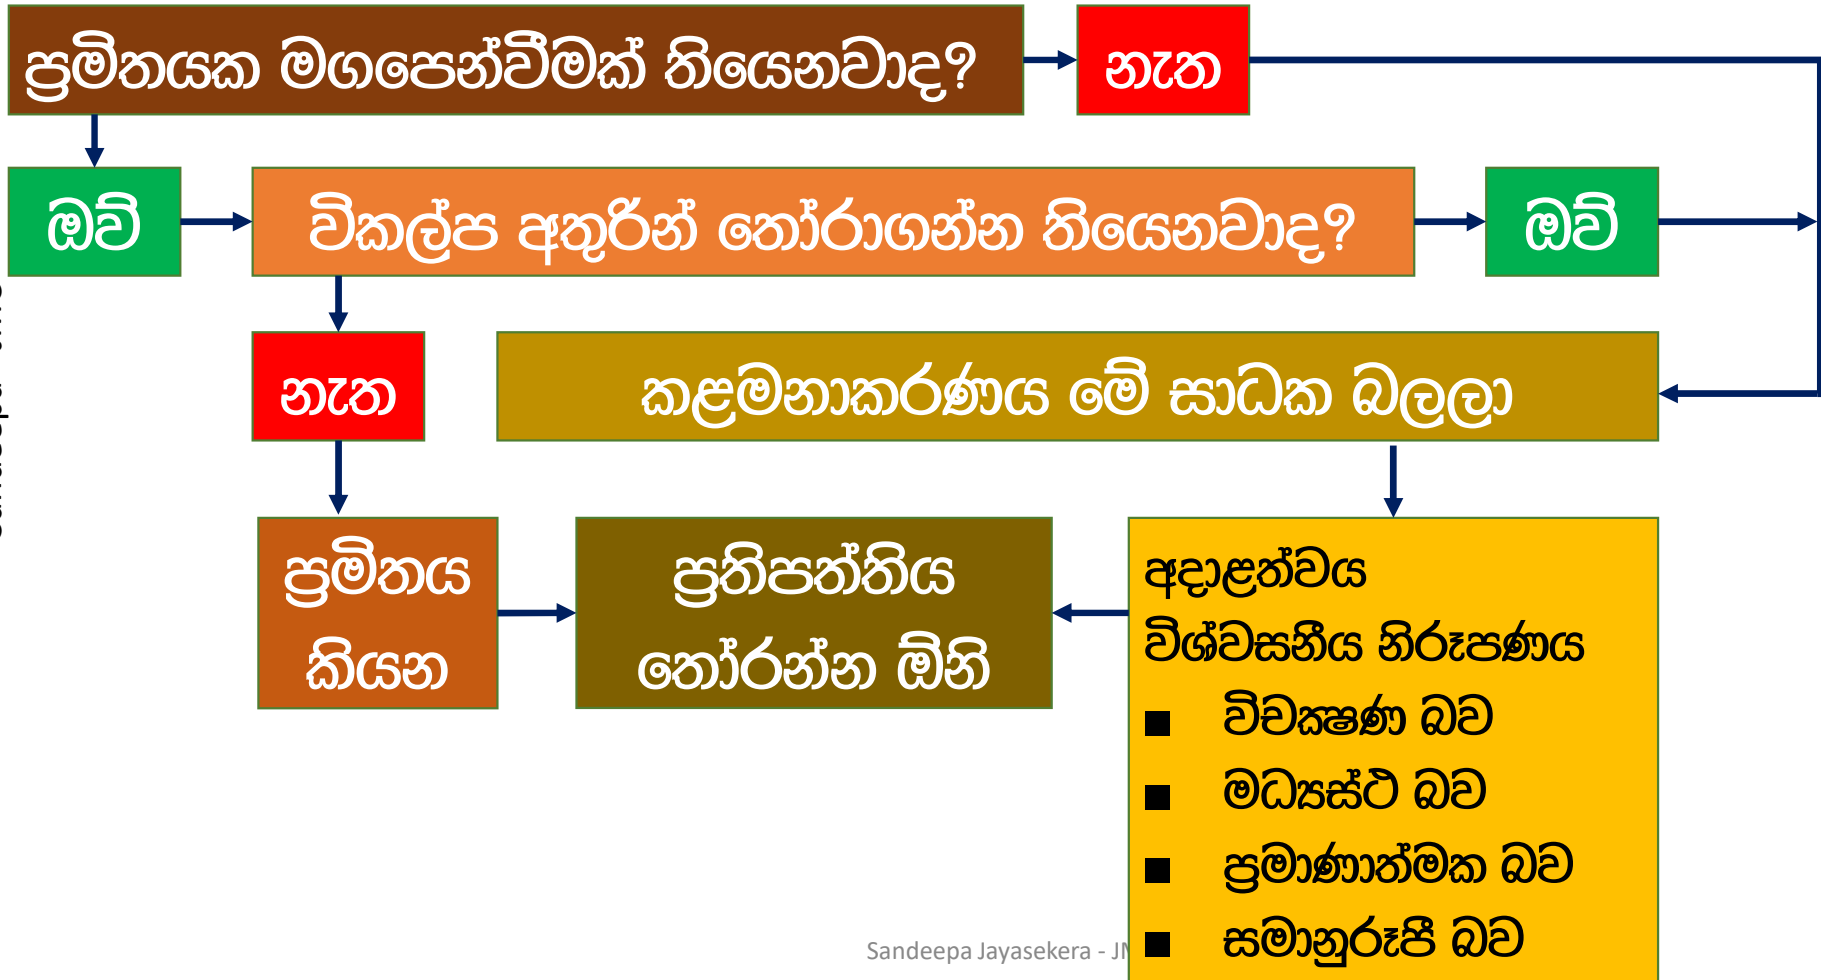 ප්‍රමිතයක මගපෙන්වීමක් තියෙනවාද?
නැත
ඔව්
විකල්ප අතුරින් තෝරාගන්න තියෙනවාද?
ඔව්
නැත
කළමනාකරණය මේ සාධක බලලා
ප්‍රමිතය
කියන
ප්‍රතිපත්තිය
තෝරන්න ඕනි
අදාළත්වය
විශ්වසනීය නිරූපණය
■ විචක්‍ෂණ බව
■ මධ්‍යස්ථ බව
■ ප්‍රමාණාත්මක බව
■ සමානුරූපී බව
Sandeepa Jayasekera -